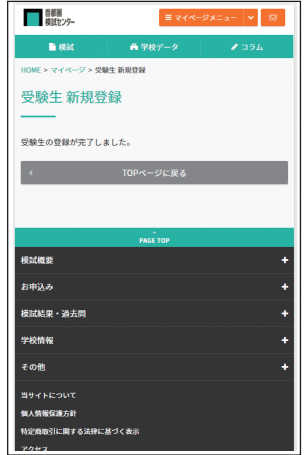 首都圏
模試センター
マイページメニュー
模試
学校データ
コラム
HOME > マイページ > 受験生 新規登録
受験生 新規登録
受験生の登録が完了しました。
TOPページに戻る
PAGE TOP
模試概要
お申込み
模試結果・過去問
学校情報
その他
当サイトについて
個人情報保護方針
特定商取引に関する法律に基づく表示
アクセス